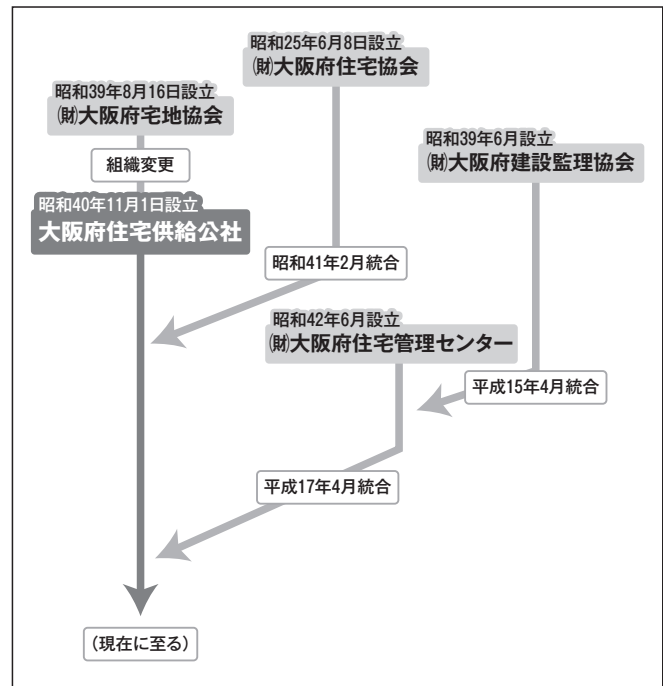 昭和25年6月8日設立
(財)大阪府住宅協会
昭和39年8月16日設立
(財)大阪府宅地協会
昭和39年6月設立
(財)大阪府建設監理協会
組織変更
昭和40年11月1日設立
大阪府住宅供給公社
昭和41年2月統合
昭和42年6月設立
(財)大阪府住宅管理センター
平成15年4月統合
平成17年4月統合
(現在に至る)